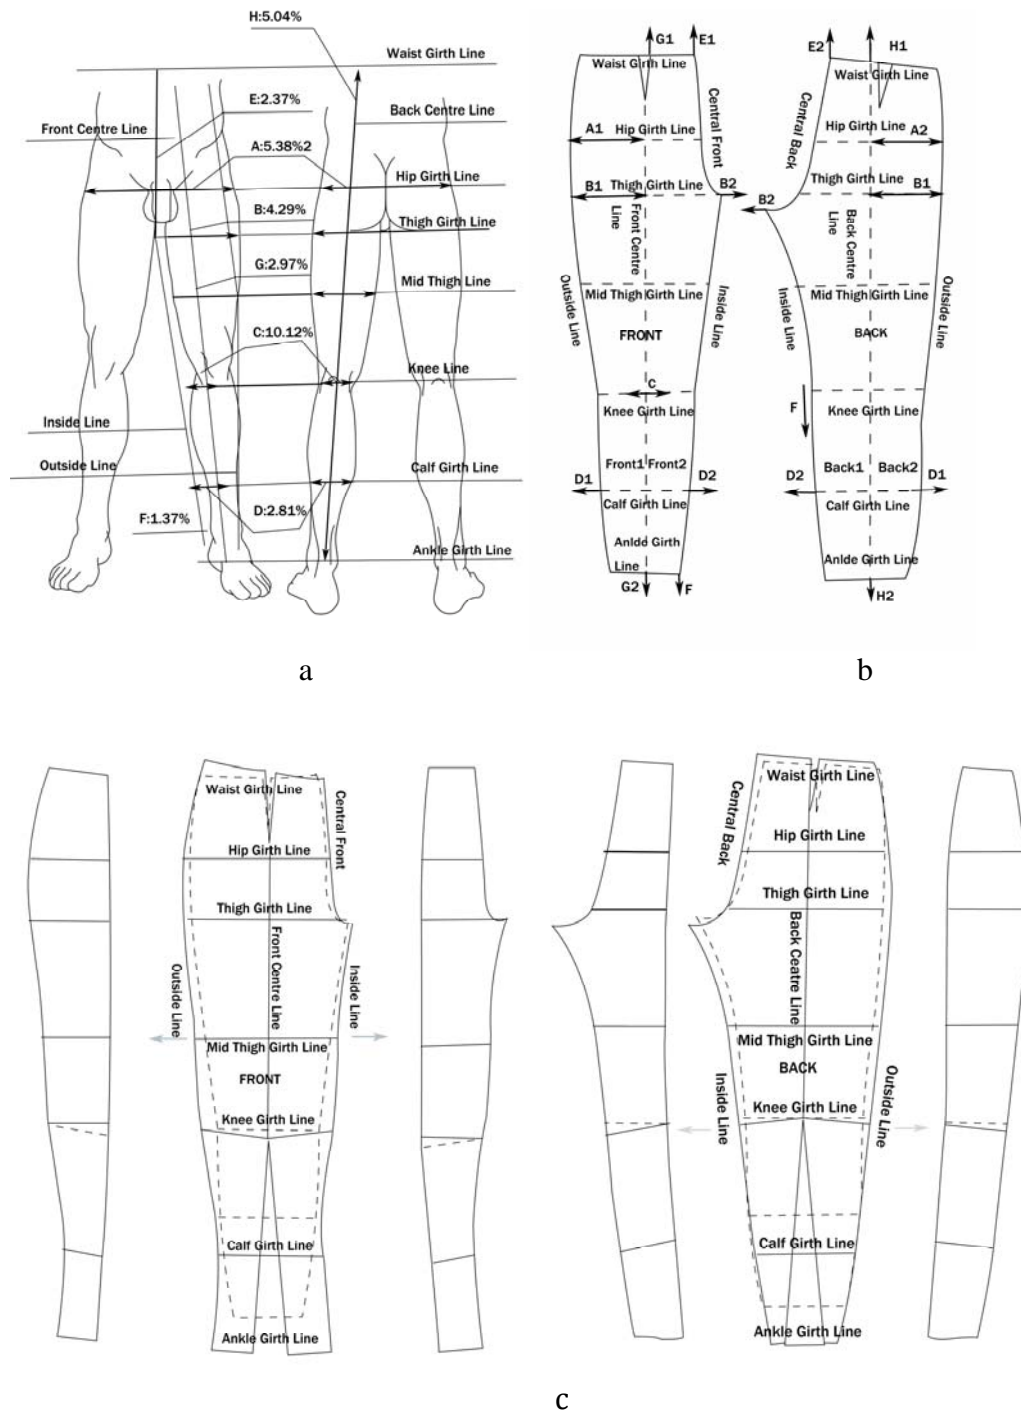 H:5.04%
Waist Girth Line
E:2.37%
Front Centre Line
Back Centre Line
A:5.38%2
Hip Girth Line
B:4.29%
Thigh Girth Line
G:2.97%
Mid Thigh Line
C:10.12%
Knee Line
Inside Line
Outside Line
Calf Girth Line
F:1.37%
D:2.81%
Ankle Girth Line
a
G1
E1
Waist Girth Line
Central Front
A1
Hip Girth Line
B1
Thigh Girth Line
B2
Front Centre
Line
Outside Line
Mid Thigh Girth Line
Inside Line
FRONT
C
Knee Girth Line
Front1
Front2
D1
D2
Calf Girth Line
Anlde Girth
Line
G2
F
E2
H1
Waist Girth Line
Central Back
Hip Girth Line
A2
Thigh Girth Line
B1
B2
Back Centre
Line
Inside Line
Mid Thigh Girth Line
Outside Line
BACK
F
Knee Girth Line
Back1
Back2
D2
D1
Calf Girth Line
Anlde Girth Line
H2
b
Waist Girth Line
Central Front
Hip Girth Line
Thigh Girth Line
Front Centre Line
Outside Line
Inside Line
Mid Thigh Girth Line
FRONT
Knee Girth Line
Calf Girth Line
Ankle Girth Line
Waist Girth Line
Central Back
Hip Girth Line
Thigh Girth Line
Back Ceatre Line
Mid Thigh Girth Line
BACK
Inside Line
Outside Line
Knee Girth Line
Calf Girth Line
Ankle Girth Line
c